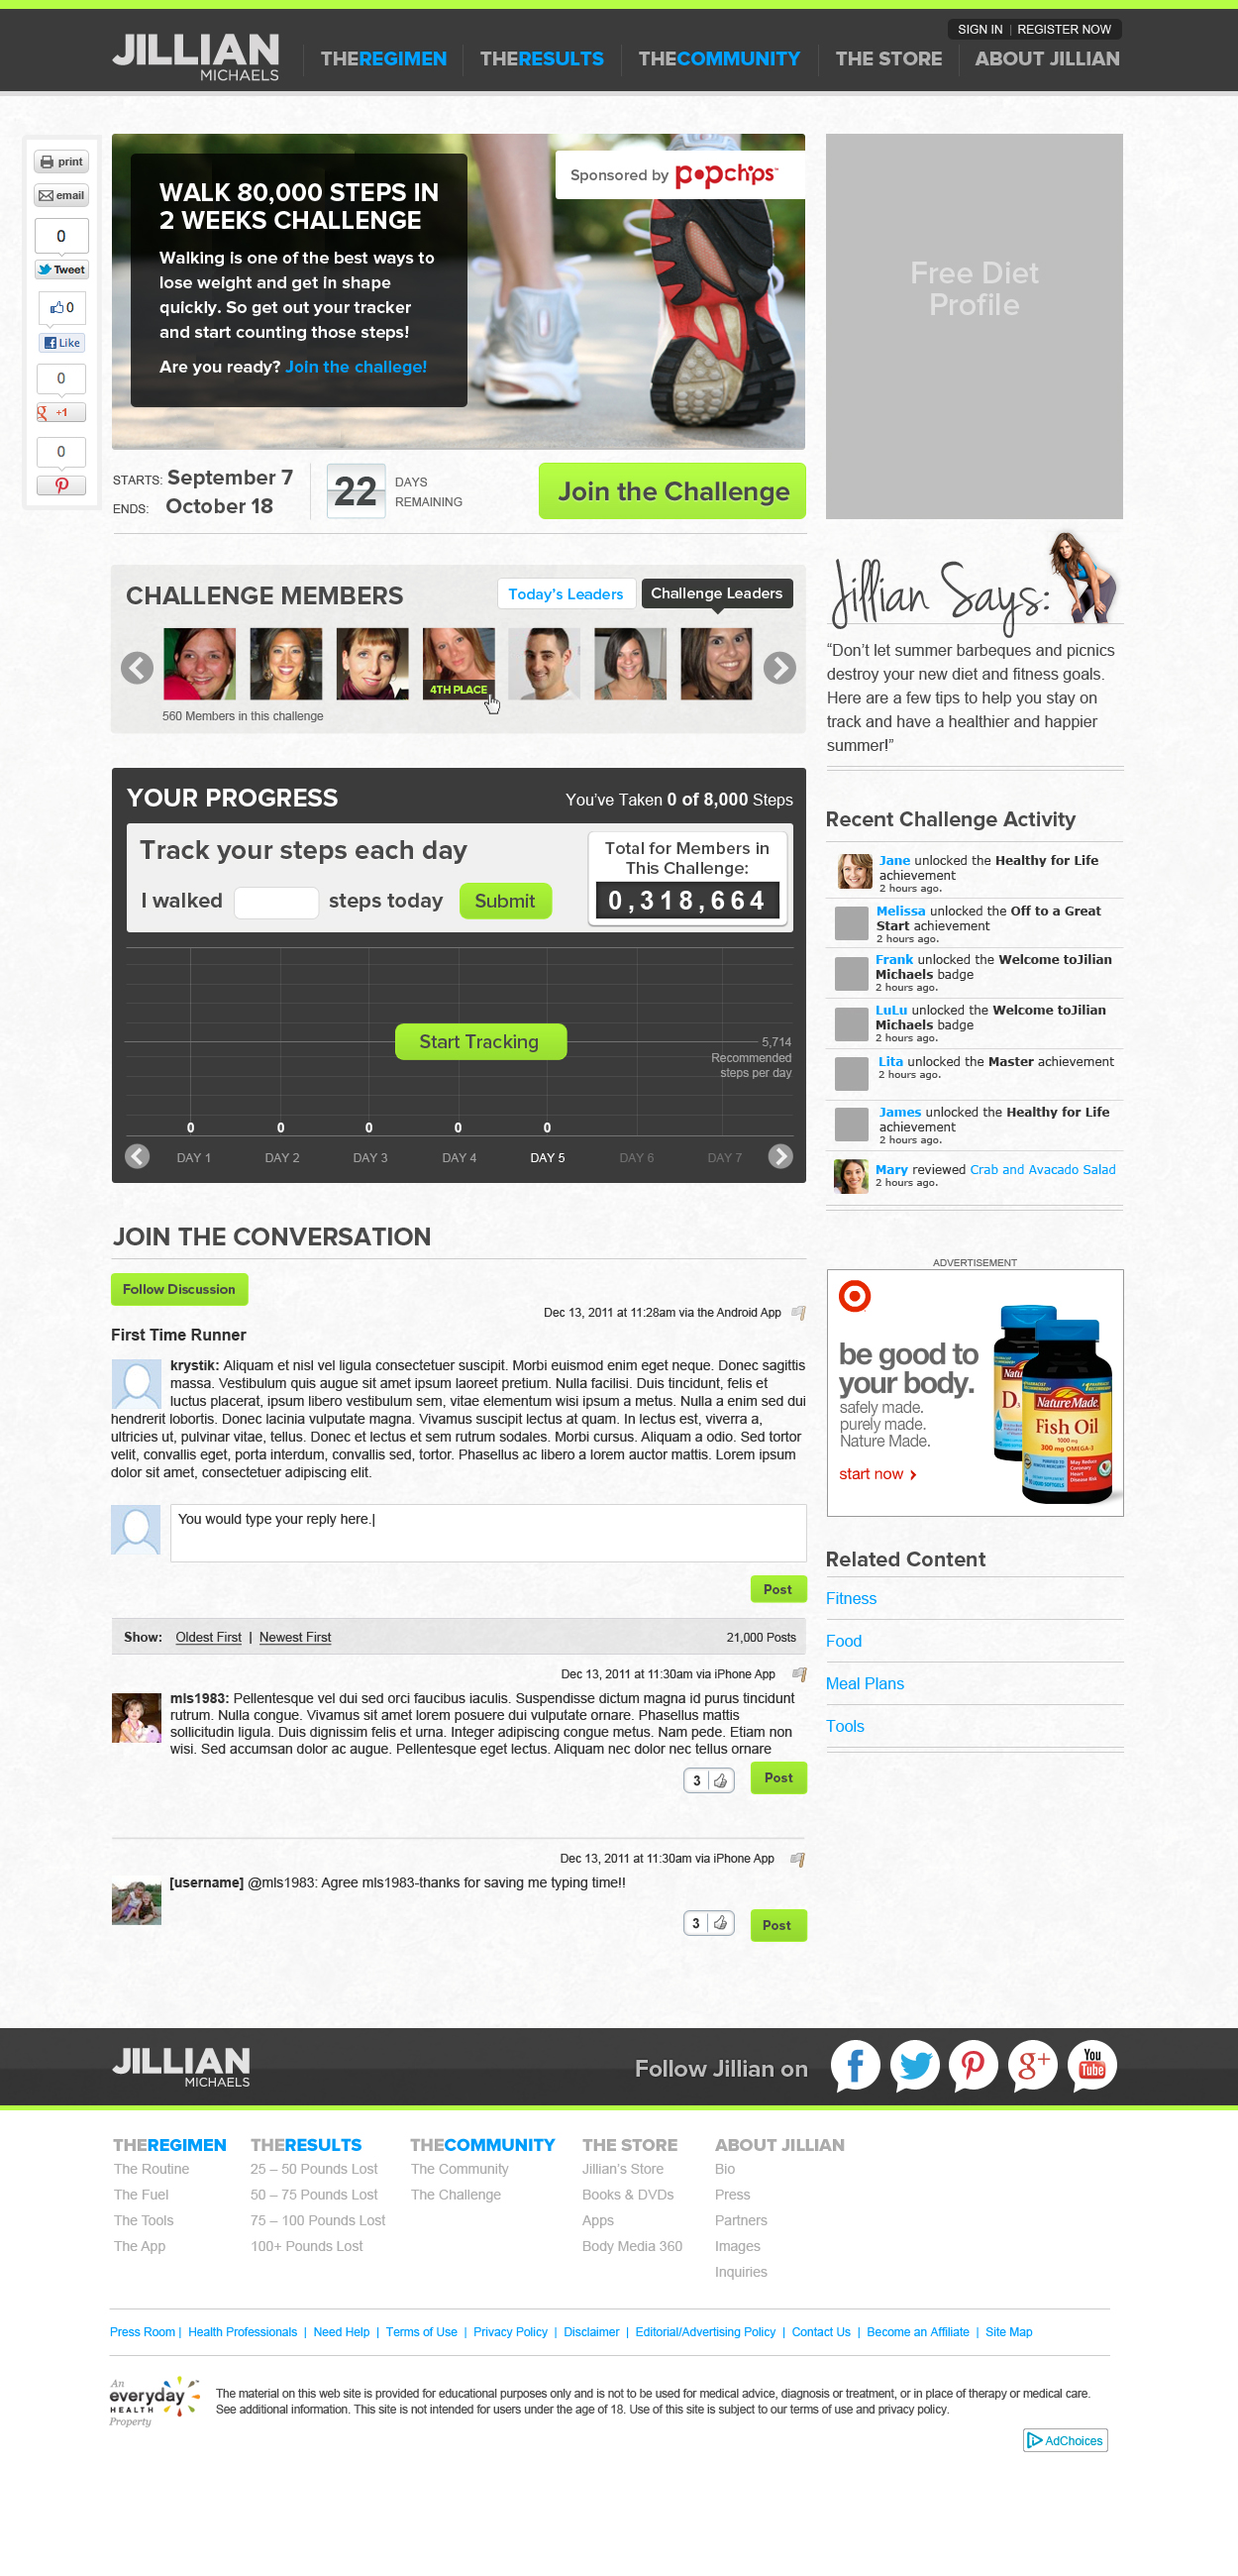 SIGN IN | REGISTER NOW
JILLIAN
MICHAELS
THEREGIMEN
THERESULTS
THECOMMUNITY
THE STORE
ABOUT JILLIAN
print
email
0
Tweet
0
Like
0
+1
0
WALK 80,000 STEPS IN
2 WEEKS CHALLENGE
Walking is one of the best ways to
lose weight and get in shape
quickly. So get out your tracker
and start counting those steps!
Are you ready? Join the challege!
Sponsored by popchips
STARTS: September 7
ENDS: October 18
22
DAYS
REMAINING
Join the Challenge
CHALLENGE MEMBERS
Today's Leaders
Challenge Leaders
4TH PLACE
560 Members in this challenge
YOUR PROGRESS
You've Taken 0 of 8,000 Steps
Track your steps each day
I walked
steps today
Submit
Total for Members in
This Challenge:
0,318,664
Start Tracking
5,714
Recommended
steps per day
0 0 0 0 0
DAY 1 DAY 2 DAY 3 DAY 4 DAY 5 DAY 6 DAY 7
JOIN THE CONVERSATION
Follow Discussion
Dec 13, 2011 at 11:28am via the Android App
First Time Runner
krystik: Aliquam et nisl vel ligula consectetuer suscipit. Morbi euismod enim eget neque. Donec sagittis
massa. Vestibulum quis augue sit amet ipsum laoreet pretium. Nulla facilisi. Duis tincidunt, felis et
luctus placerat, ipsum libero vestibulum sem, vitae elementum wisi ipsum a metus. Nulla a enim sed dui
hendrerit lobortis. Donec lacinia vulputate magna. Vivamus suscipit lectus at quam. In lectus est, viverra a,
ultricies ut, pulvinar vitae, tellus. Donec et lectus et sem rutrum sodales. Morbi cursus. Aliquam a odio. Sed tortor
velit, convallis eget, porta interdum, convallis sed, tortor. Phasellus ac libero a lorem auctor mattis. Lorem ipsum
dolor sit amet, consectetuer adipiscing elit.
You would type your reply here.|
Post
Show: Oldest First | Newest First
21,000 Posts
Dec 13, 2011 at 11:30am via iPhone App
mls1983: Pellentesque vel dui sed orci faucibus iaculis. Suspendisse dictum magna id purus tincidunt
rutrum. Nulla congue. Vivamus sit amet lorem posuere dui vulputate ornare. Phasellus mattis
sollicitudin ligula. Duis dignissim felis et urna. Integer adipiscing congue metus. Nam pede. Etiam non
wisi. Sed accumsan dolor ac augue. Pellentesque eget lectus. Aliquam nec dolor nec tellus ornare
3
Post
Dec 13, 2011 at 11:30am via iPhone App
[username] @mls1983: Agree mls1983-thanks for saving me typing time!!
3
Post
Free Diet
Profile
Jillian Says:
“Don't let summer barbeques and picnics
destroy your new diet and fitness goals.
Here are a few tips to help you stay on
track and have a healthier and happier
summer!”
Recent Challenge Activity
Jane unlocked the Healthy for Life
achievement
2 hours ago.
Melissa unlocked the Off to a Great
Start achievement
2 hours ago.
Frank unlocked the Welcome toJilian
Michaels badge
2 hours ago.
LuLu unlocked the Welcome toJilian
Michaels badge
2 hours ago.
Lita unlocked the Master achievement
2 hours ago.
James unlocked the Healthy for Life
achievement
2 hours ago.
Mary reviewed Crab and Avacado Salad
2 hours ago.
ADVERTISEMENT
be good to
your body.
safely made.
purely made.
Nature Made.
start now
Nature Made
Fish Oil
1000 mg
300 mg OMEGA-3
Related Content
Fitness
Food
Meal Plans
Tools
JILLIAN
MICHAELS
Follow Jillian on
f
g+
You
Tube
THEREGIMEN
The Routine
The Fuel
The Tools
The App
THERESULTS
25 – 50 Pounds Lost
50 – 75 Pounds Lost
75 – 100 Pounds Lost
100+ Pounds Lost
THECOMMUNITY
The Community
The Challenge
THE STORE
Jillian's Store
Books & DVDs
Apps
Body Media 360
ABOUT JILLIAN
Bio
Press
Partners
Images
Inquiries
Press Room | Health Professionals | Need Help | Terms of Use | Privacy Policy | Disclaimer | Editorial/Advertising Policy | Contact Us | Become an Affiliate | Site Map
An
everyday
HEALTH
Property
The material on this web site is provided for educational purposes only and is not to be used for medical advice, diagnosis or treatment, or in place of therapy or medical care.
See additional information. This site is not intended for users under the age of 18. Use of this site is subject to our terms of use and privacy policy.
AdChoices